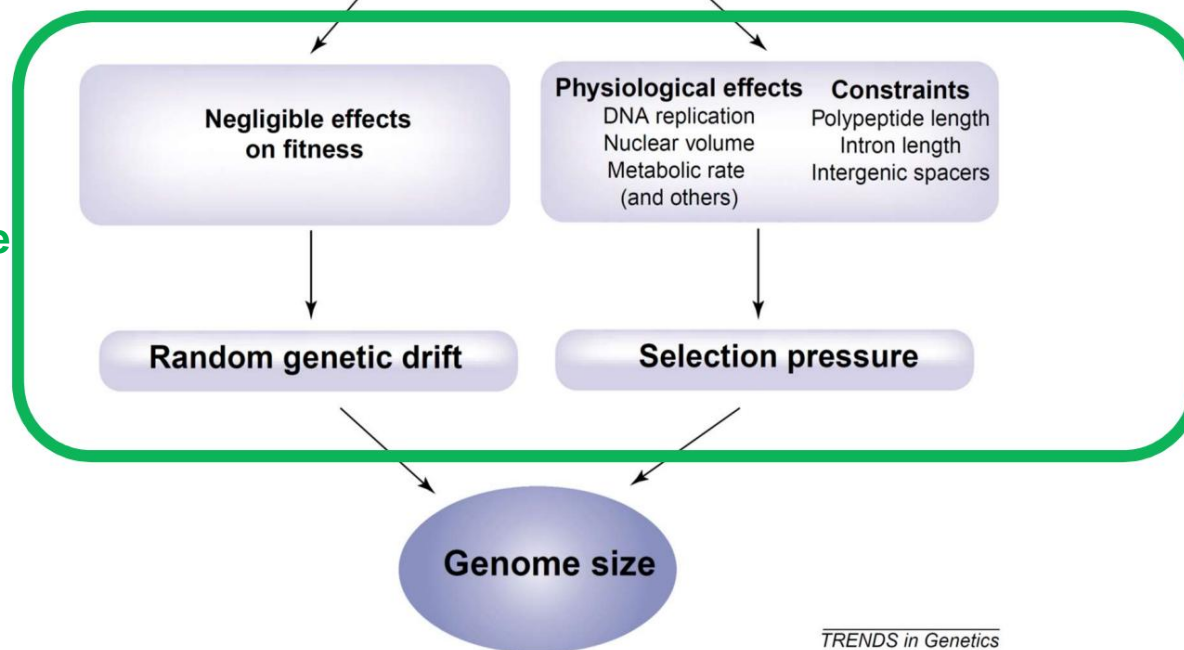 Negligible effects
on fitness
Physiological effects
DNA replication
Nuclear volume
Metabolic rate
(and others)
Constraints
Polypeptide length
Intron length
Intergenic spacers
e
Random genetic drift
Selection pressure
Genome size
TRENDS in Genetics